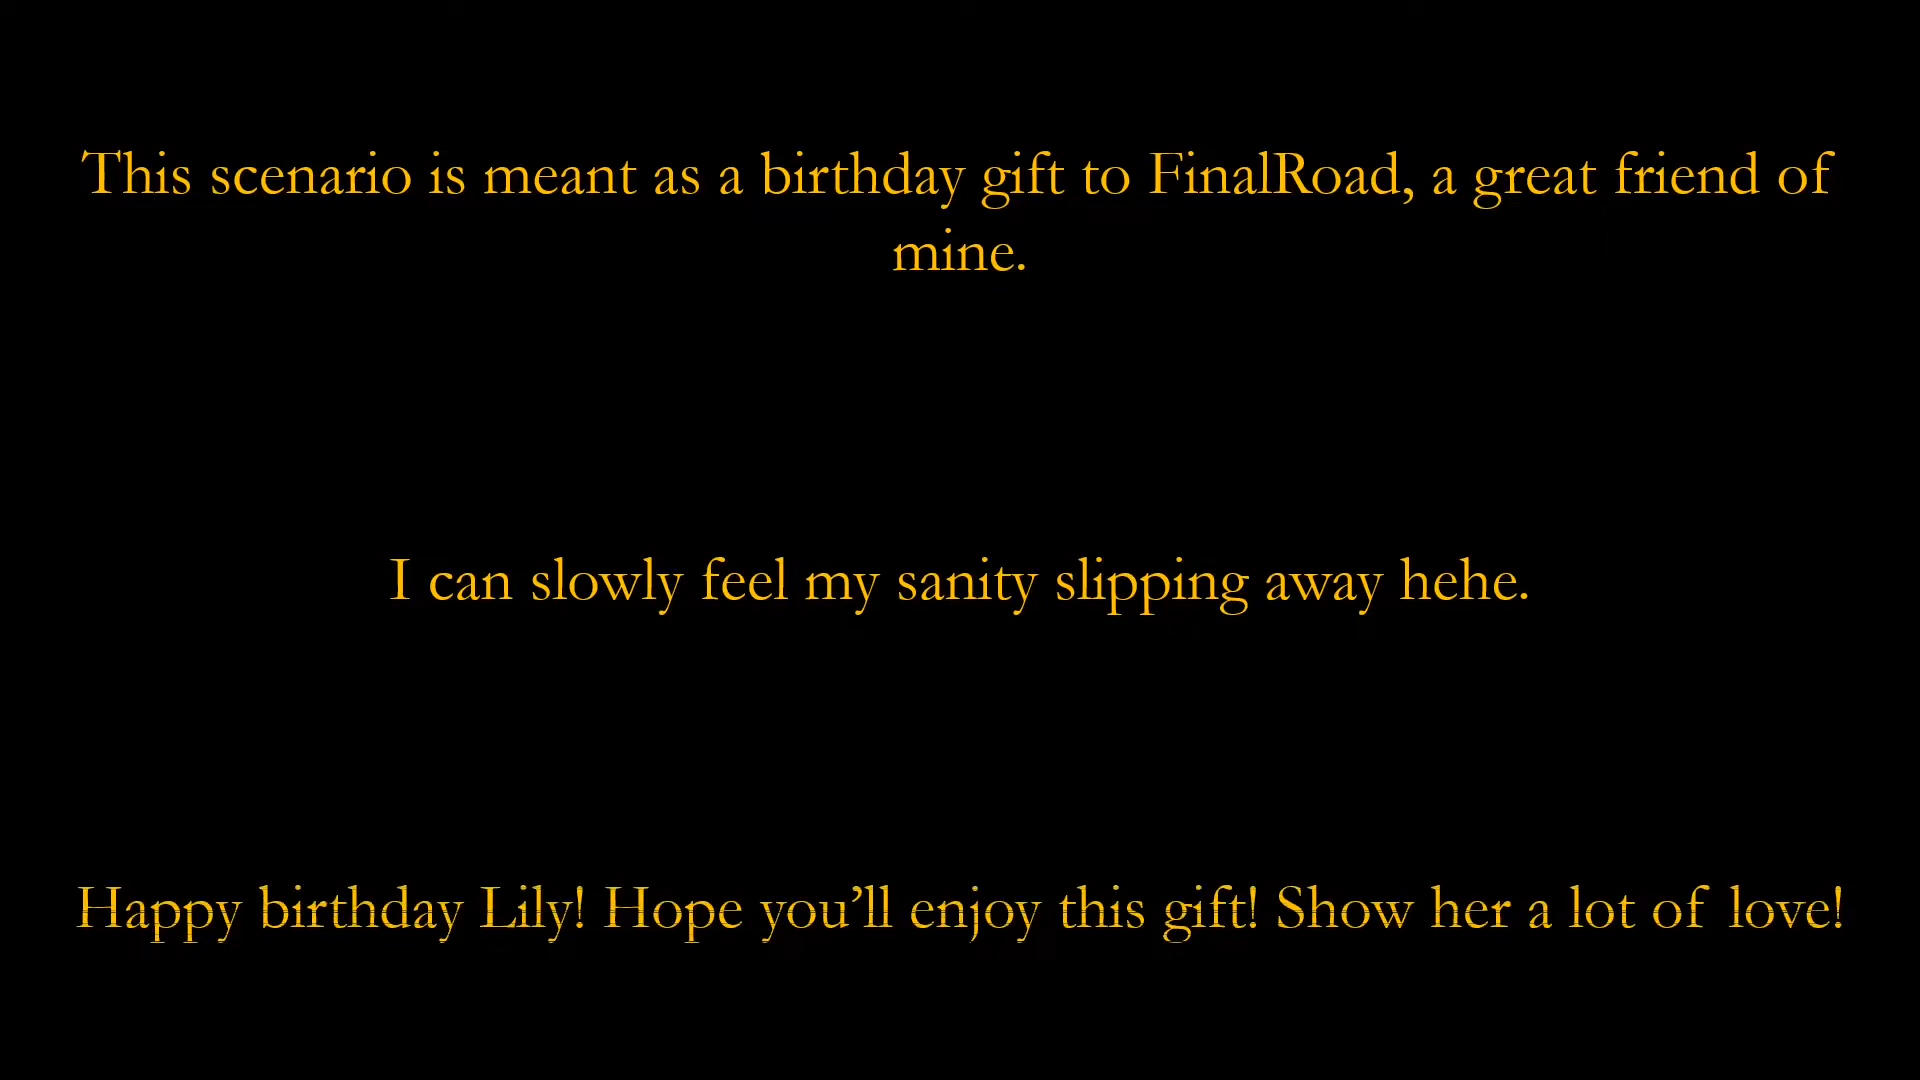 This scenario is meant as a birthday gift to FinalRoad, a great friend of
mine.
I can slowly feel my sanity slipping away hehe.
Happy birthday Lily! Hope you’ll enjoy this gift! Show her a lot of love!